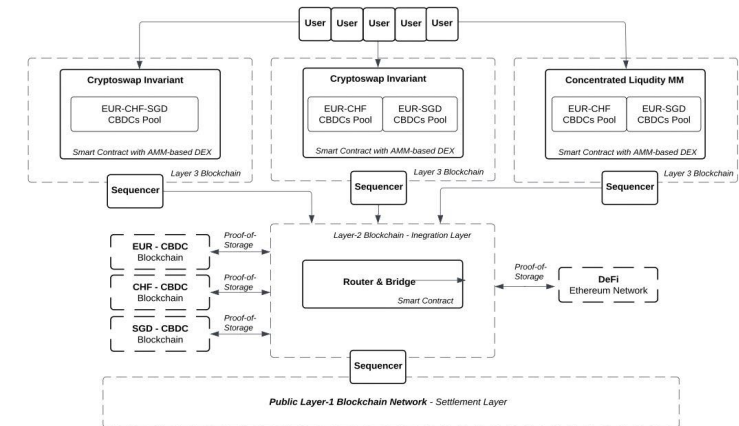 User User User User User
Cryptoswap Invariant
EUR-CHF-SGD
CBDCs Pool
Smart Contract with AMM-based DEX
Layer 3 Blockchain
Sequencer
Cryptoswap Invariant
EUR-CHF
CBDCs Pool
EUR-SGD
CBDCs Pool
Smart Contract with AMM-based DEX
Layer 3 Blockchain
Sequencer
Concentrated Liqudity MM
EUR-CHF
CBDCs Pool
EUR-SGD
CBDCs Pool
Smart Contract with AMM-based DEX
Layer 3 Blockchain
Sequencer
EUR - CBDC
Blockchain
Proof-of-
Storage
CHF - CBDC
Blockchain
Proof-of-
Storage
SGD - CBDC
Blockchain
Proof-of-
Storage
Layer-2 Blockchain - Inegration Layer
Router & Bridge
Smart Contract
Proof-of-
Storage
DeFi
Ethereum Network
Sequencer
Public Layer-1 Blockchain Network - Settlement Layer